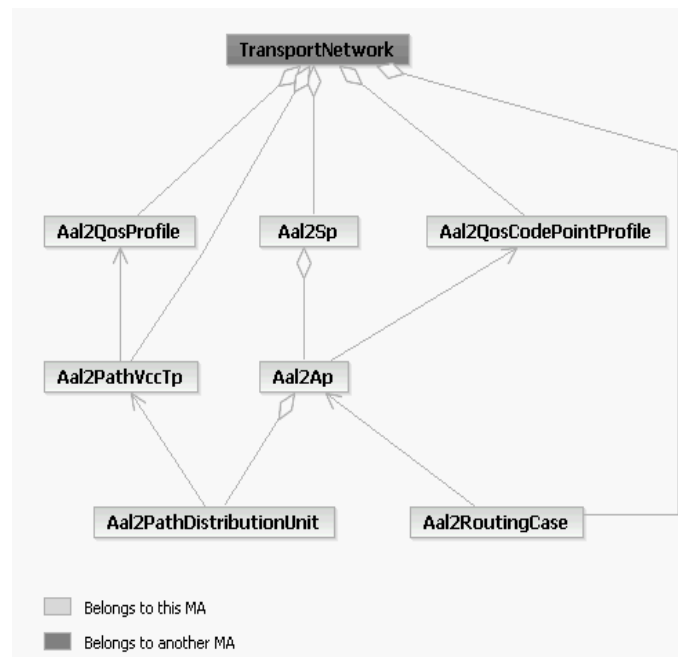 TransportNetwork
Aal2QosProfile
Aal2Sp
Aal2QosCodePointProfile
Aal2PathVccTp
Aal2Ap
Aal2PathDistributionUnit
Aal2RoutingCase
Belongs to this MA
Belongs to another MA